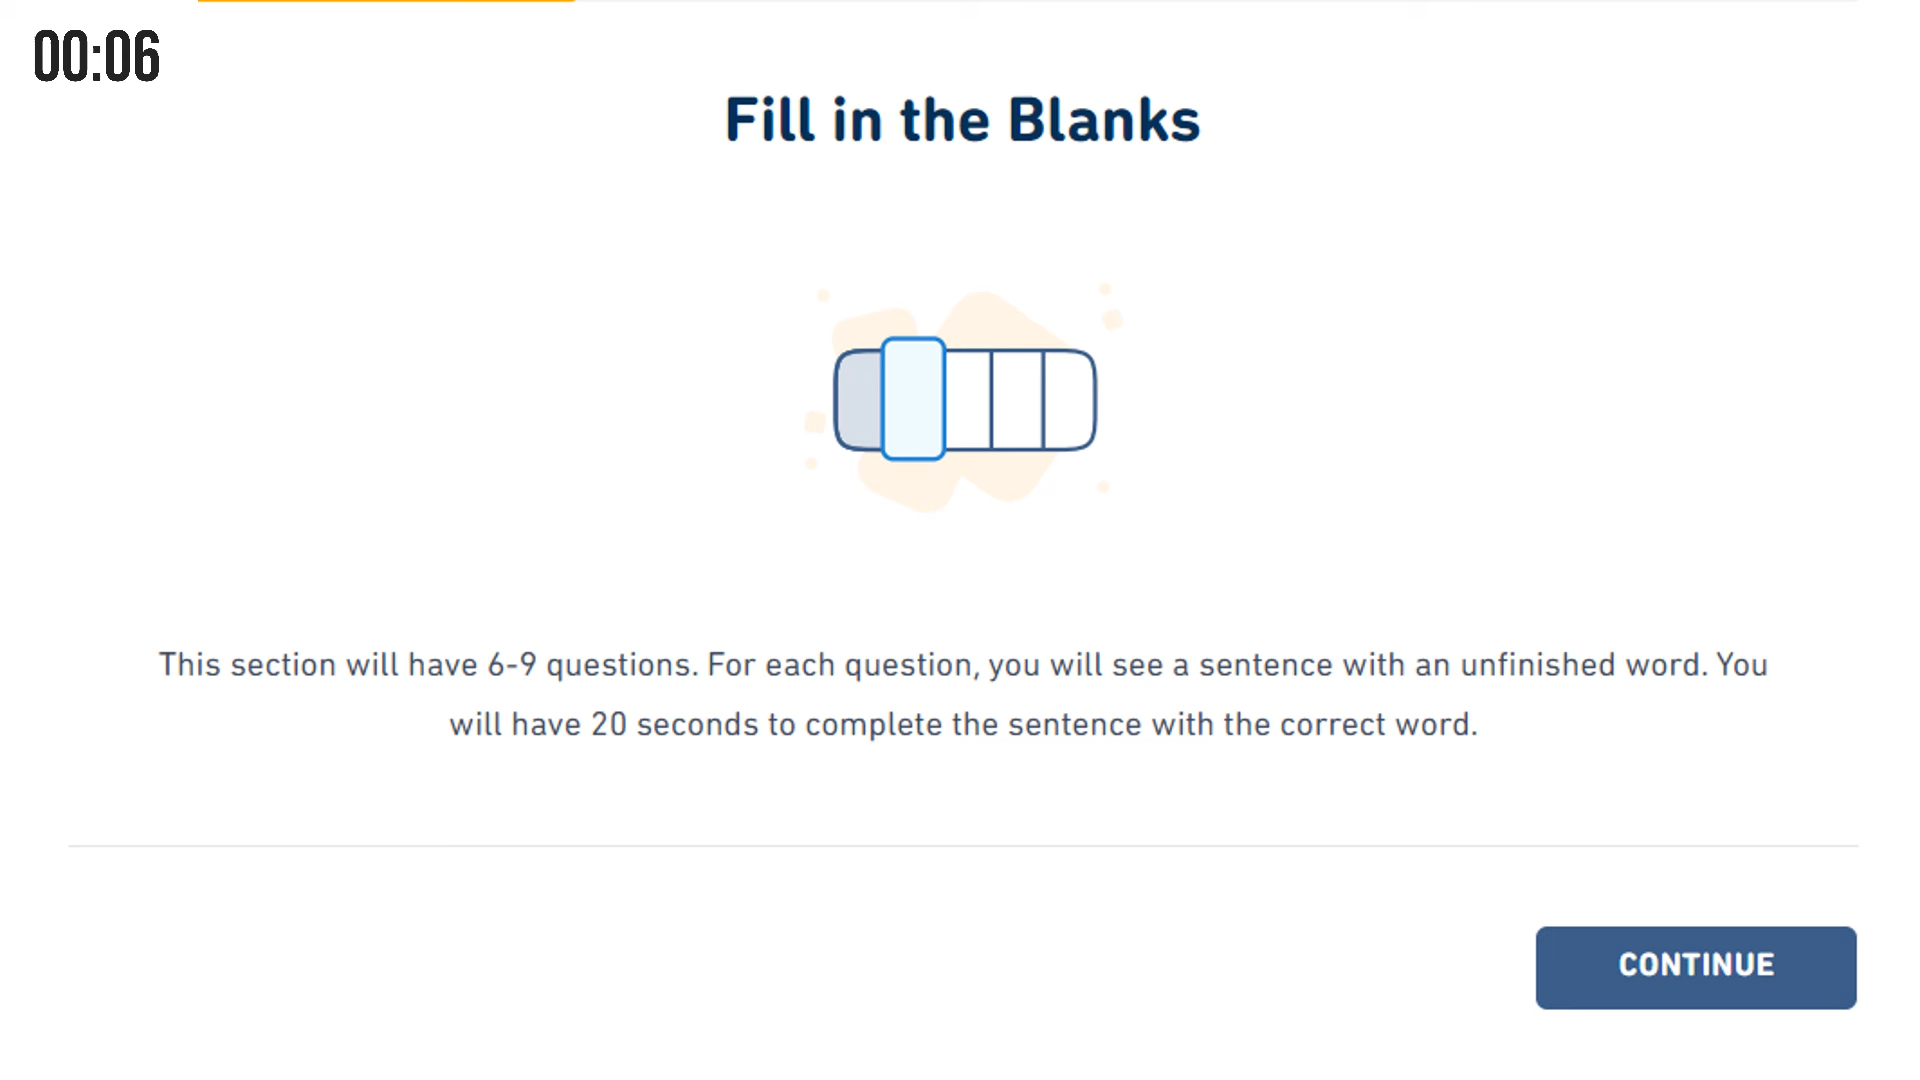 00:06
Fill in the Blanks
This section will have 6-9 questions. For each question, you will see a sentence with an unfinished word. You
will have 20 seconds to complete the sentence with the correct word.
CONTINUE